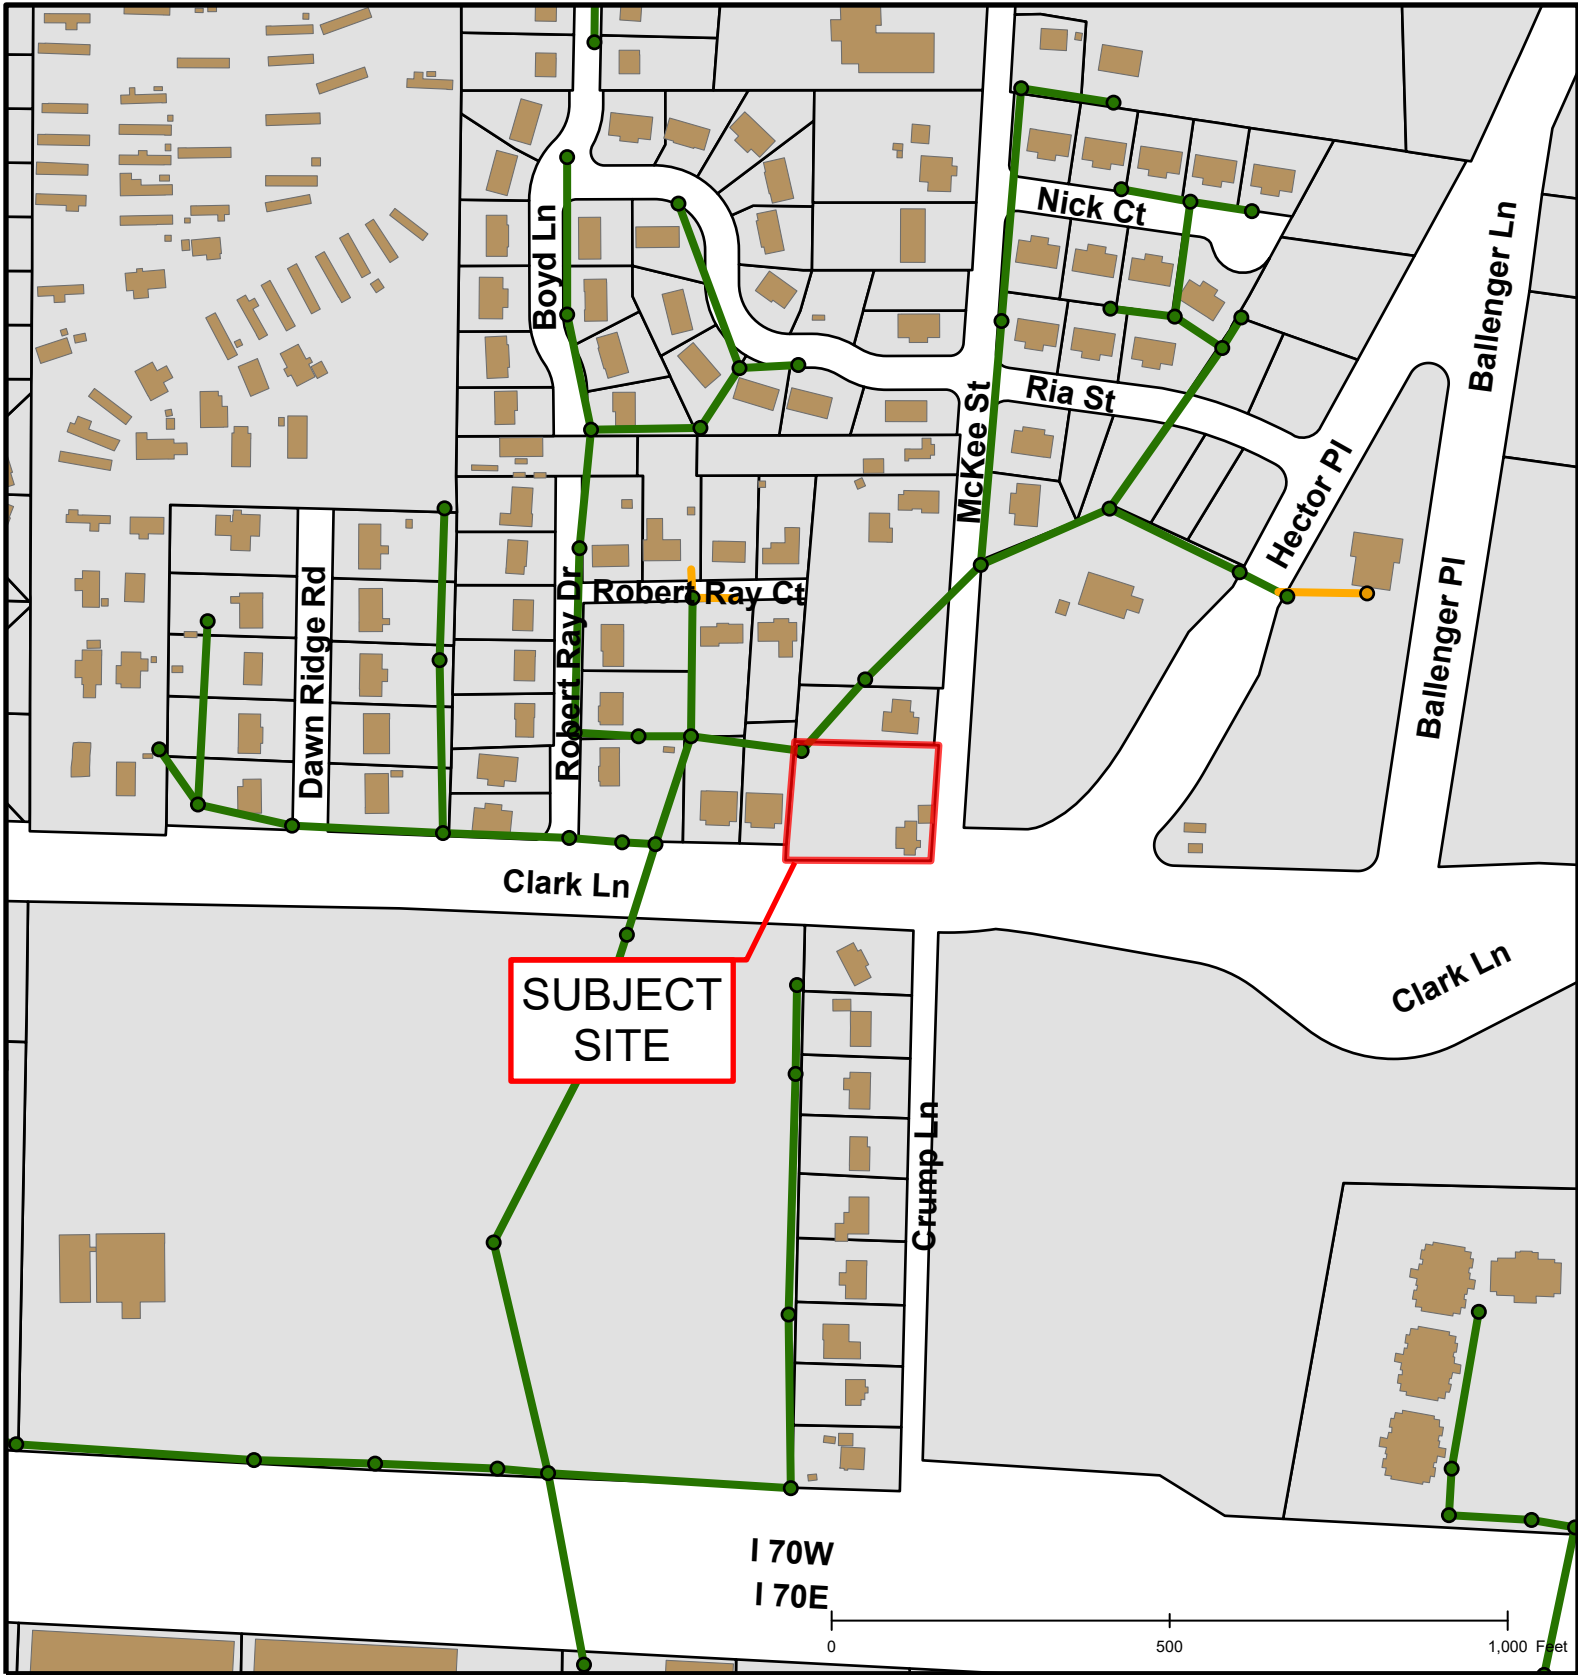 Nick Ct
Boyd Ln
Ballenger Ln
Ria St
McKee St
Hector Pl
Robert Ray Ct
Dawn Ridge Rd
Robert Ray Dr
Ballenger Pl
Clark Ln
Clark Ln
SUBJECT
SITE
Crump Ln
I 70W
I 70E
0 500 1,000 Feet